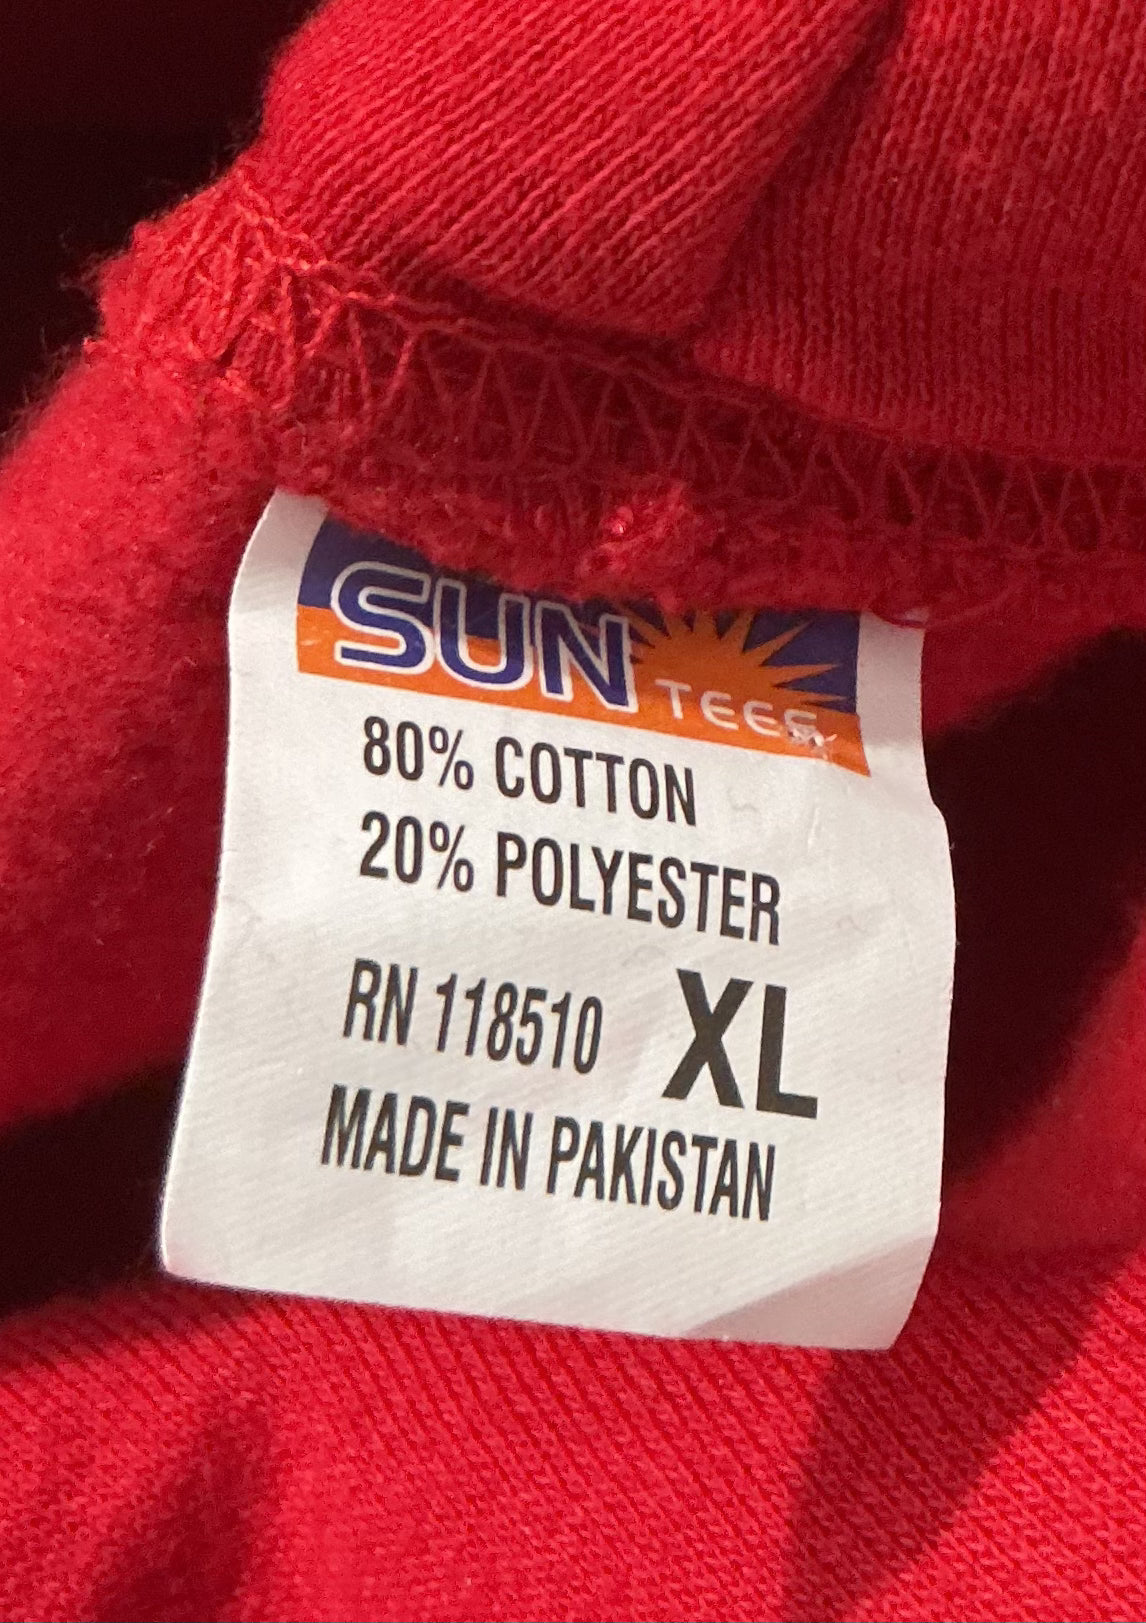 SUN TEES
80% COTTON
20% POLYESTER
RN 118510 XL
MADE IN PAKISTAN